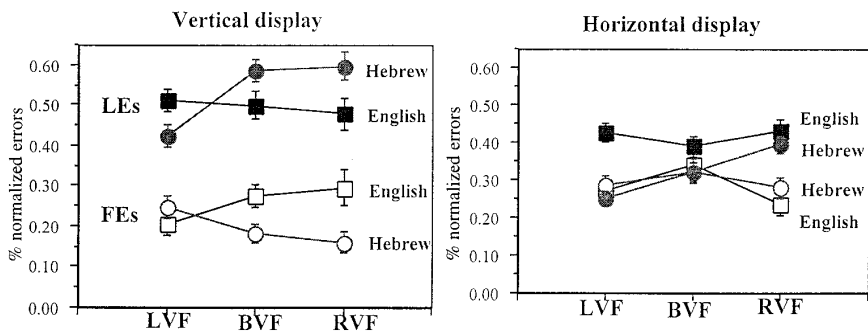 Vertical display
% normalized errors
0.60
0.50
0.40
0.30
0.20
0.10
0.00
LEs
FEs
Hebrew
English
English
Hebrew
LVF BVF RVF
Horizontal display
% normalized errors
0.60
0.50
0.40
0.30
0.20
0.10
0.00
English
Hebrew
Hebrew
English
LVF BVF RVF